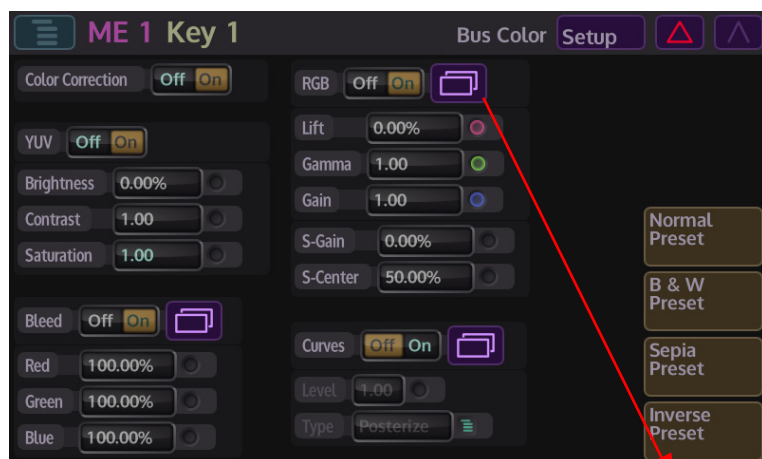 ME 1 Key 1
Bus Color Setup
Color Correction Off On
YUV Off On
Brightness 0.00%
Contrast 1.00
Saturation 1.00
Bleed Off On
Red 100.00%
Green 100.00%
Blue 100.00%
RGB Off On
Lift 0.00%
Gamma 1.00
Gain 1.00
S-Gain 0.00%
S-Center 50.00%
Curves Off On
Level 1.00
Type Posterize
Normal
Preset
B & W
Preset
Sepia
Preset
Inverse
Preset